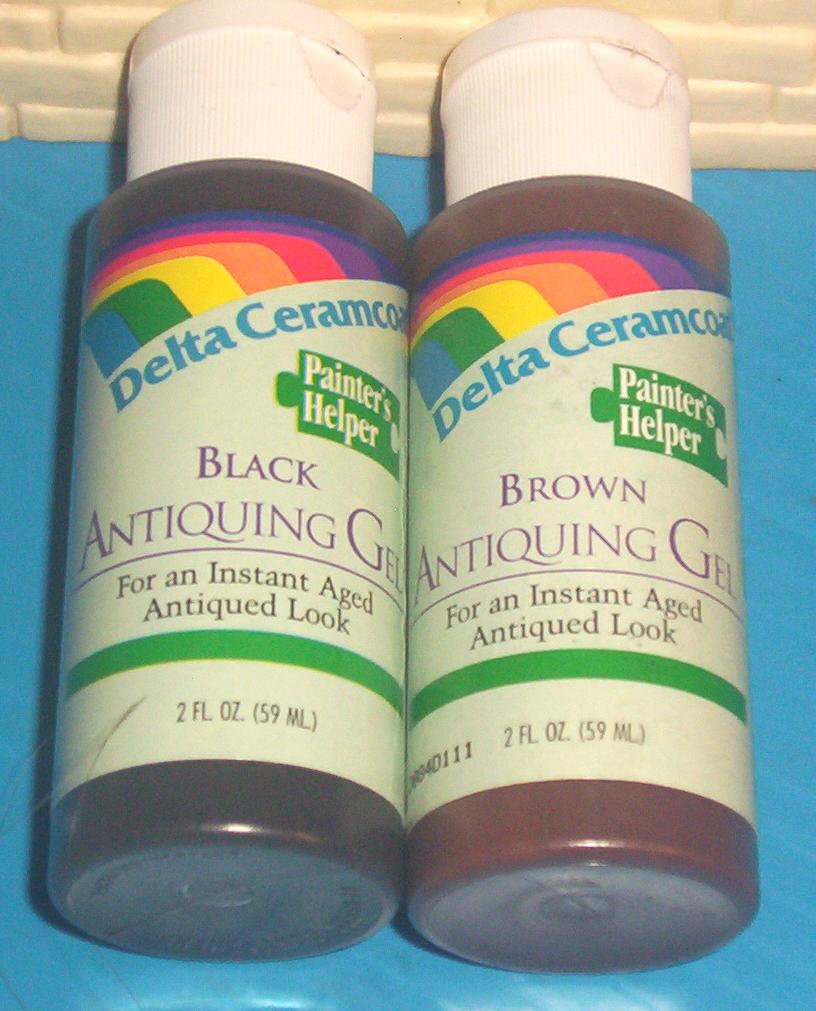 Delta Ceramcoa
Painter's
Helper
BLACK
ANTIQUING GEL
For an Instant Aged
Antiqued Look
2 FL. OZ. (59 ML.)
Delta Ceramcoat
Painter's
Helper
BROWN
ANTIQUING GEL
For an Instant Aged
Antiqued Look
2 FL. OZ. (59 ML.)